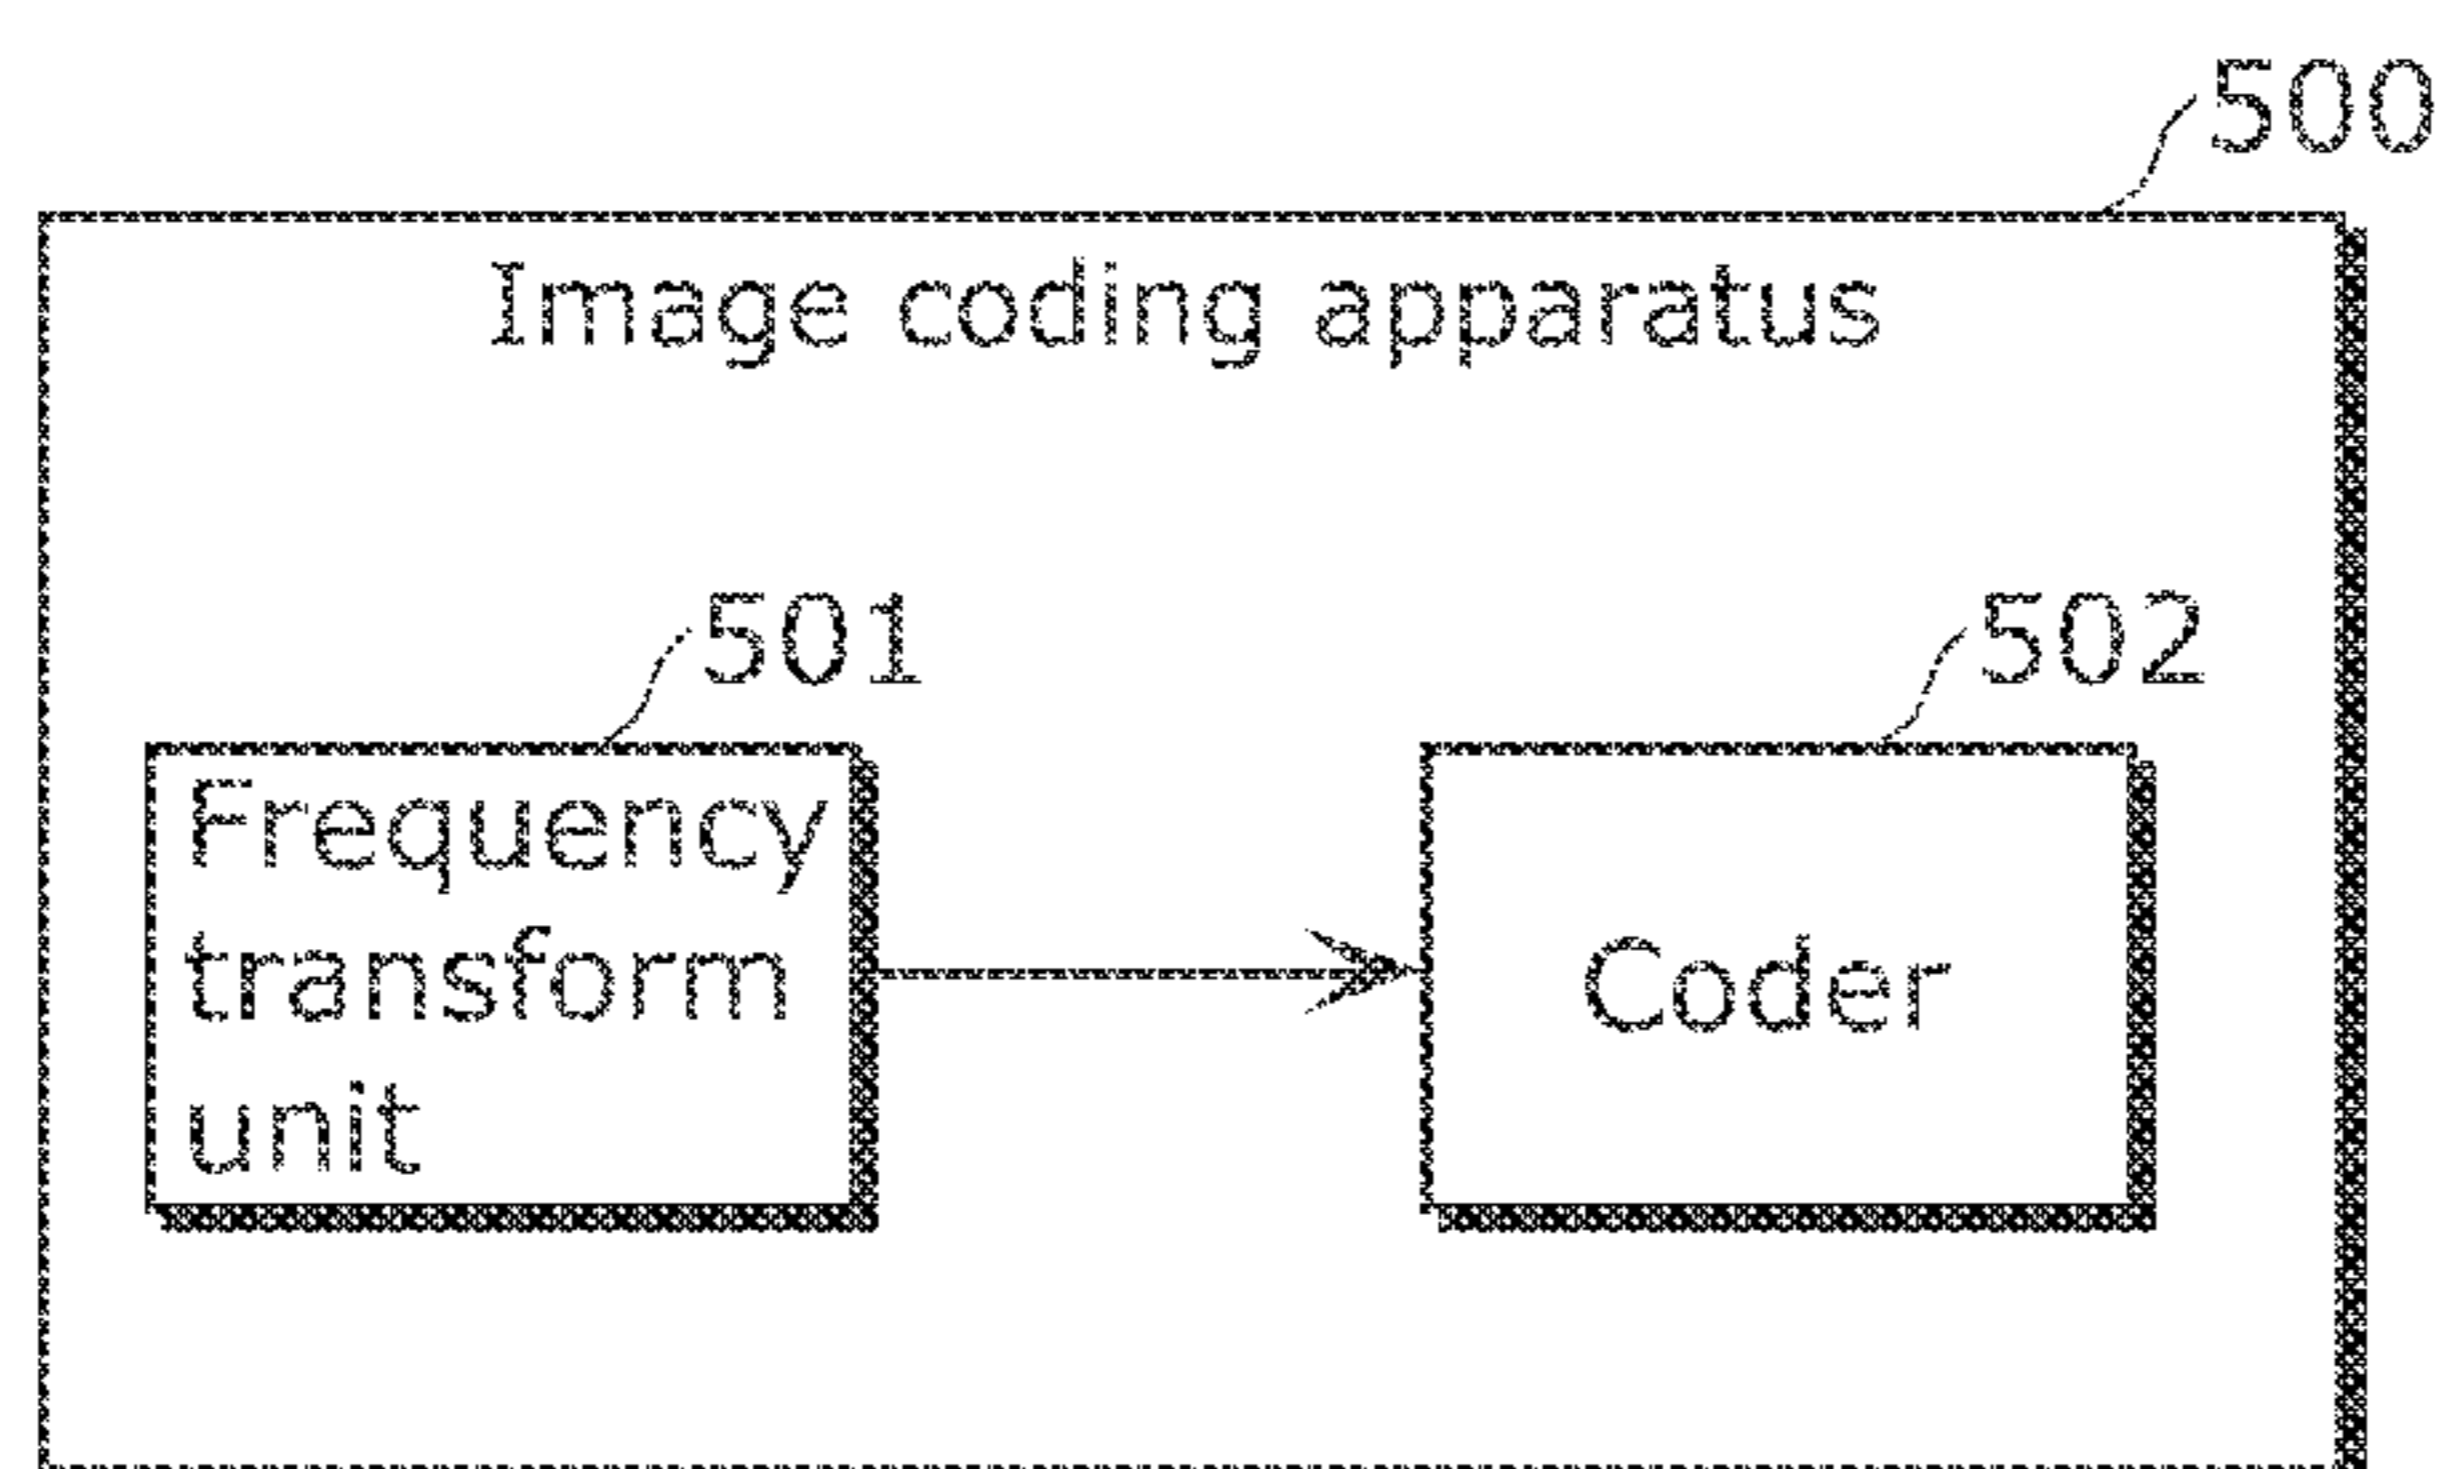 500
Image coding apparatus
501
502
Frequency
transform
unit
Coder